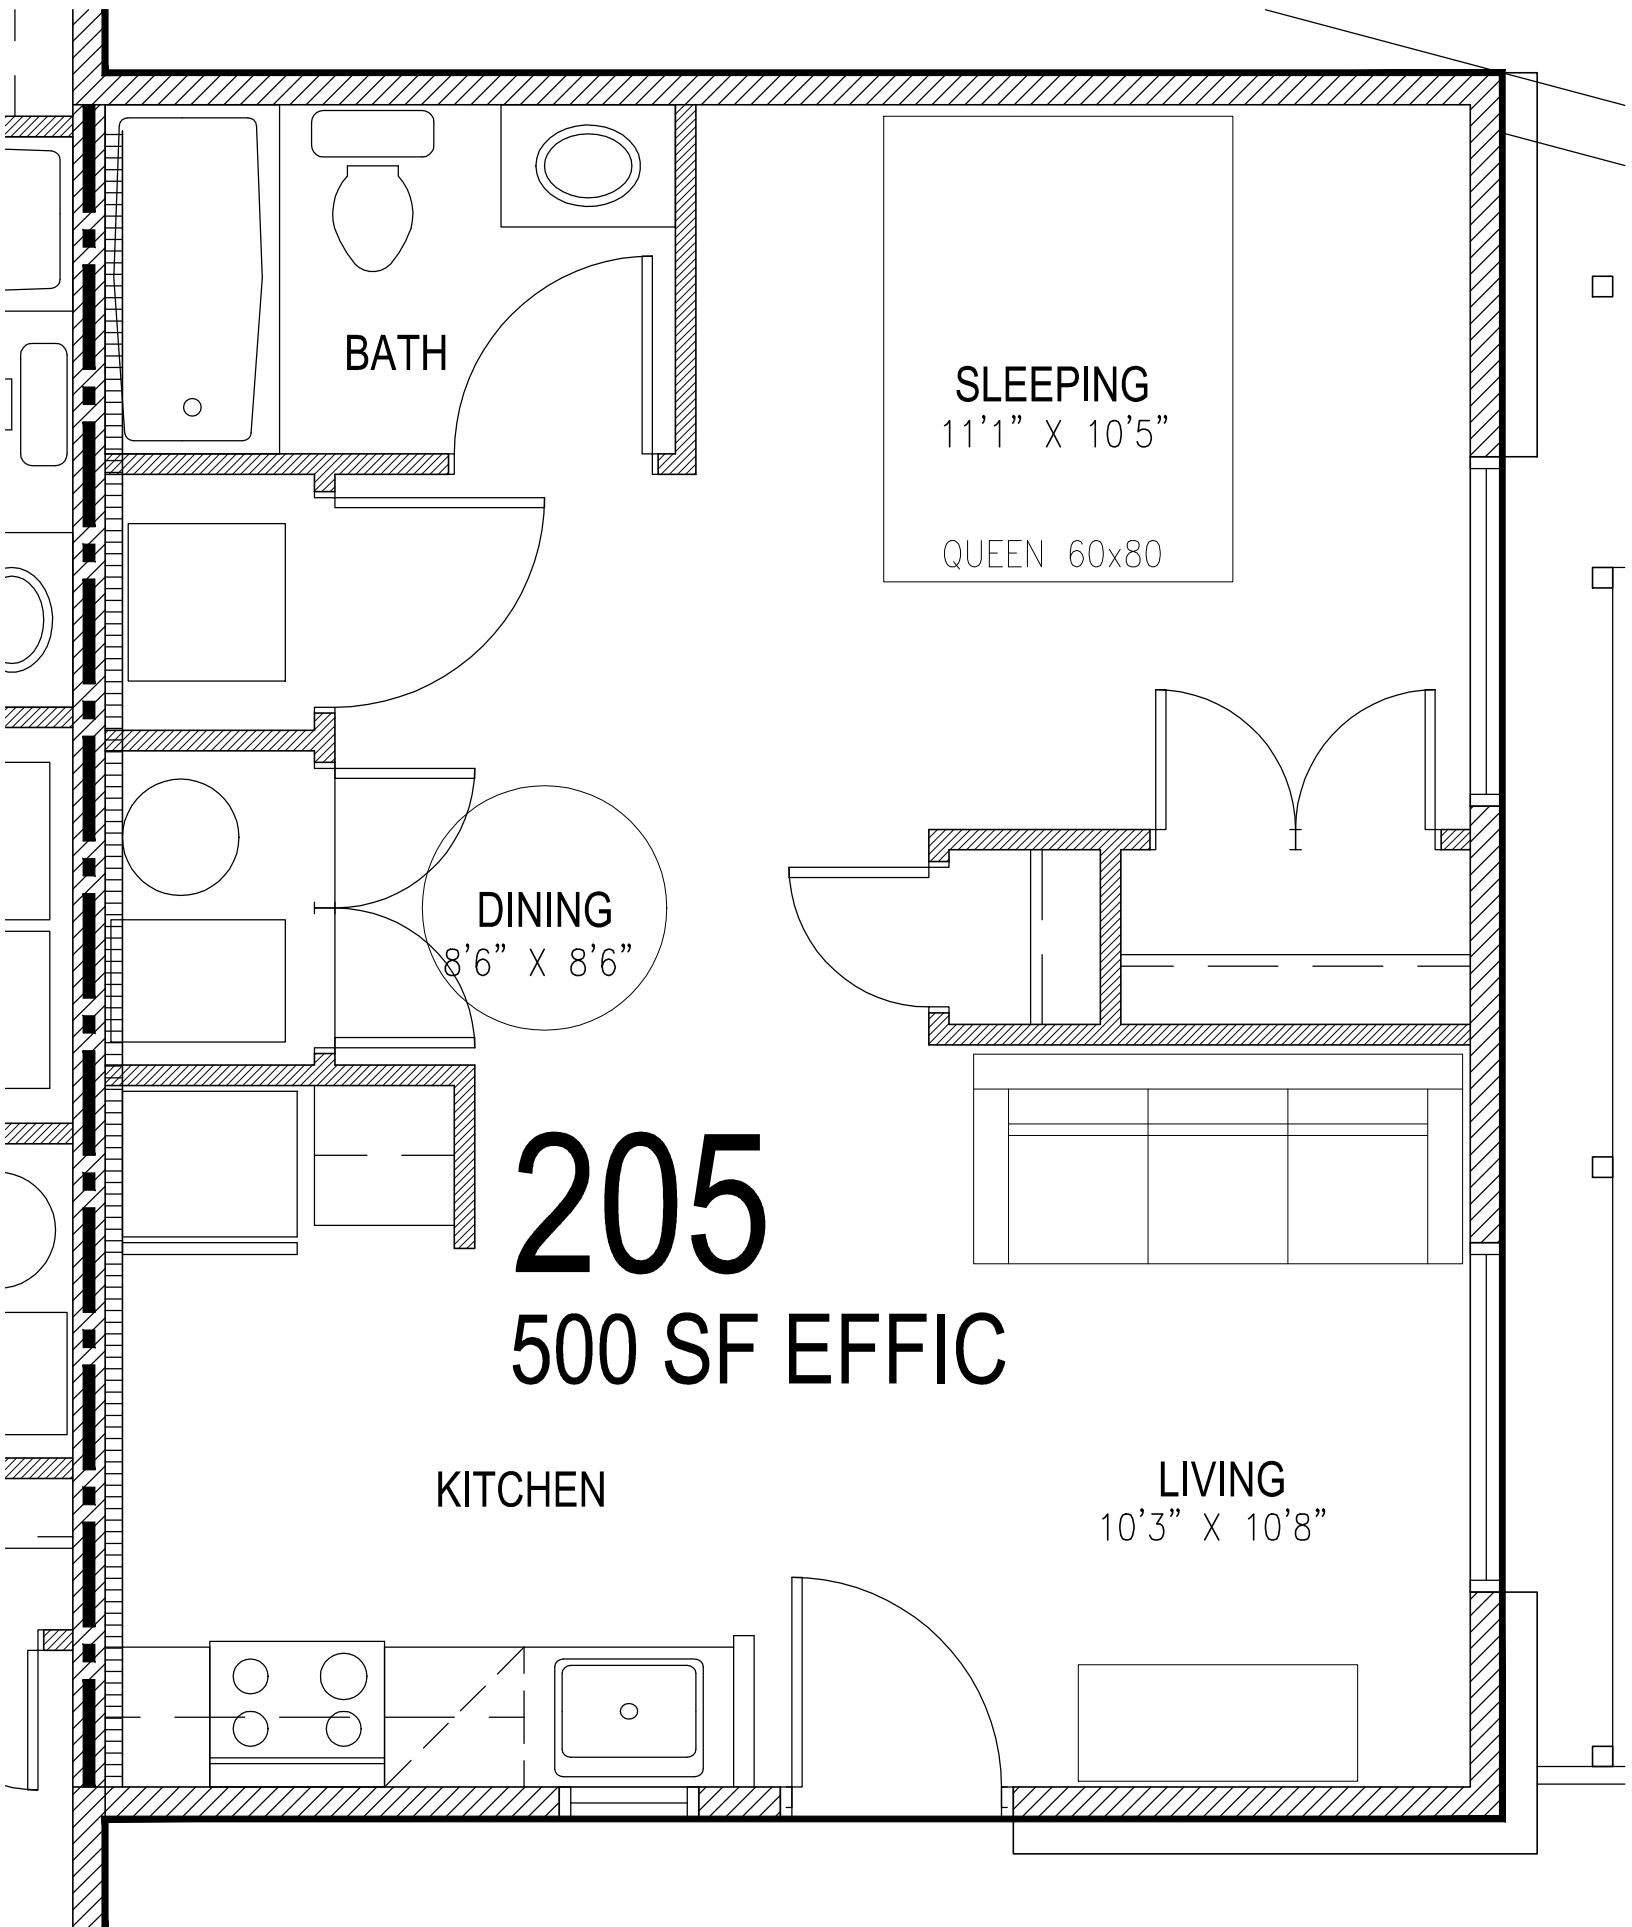 BATH
SLEEPING
11'1" X 10'5"
QUEEN 60x80
DINING
8'6" X 8'6"
205
500 SF EFFIC
KITCHEN
LIVING
10'3" X 10'8"